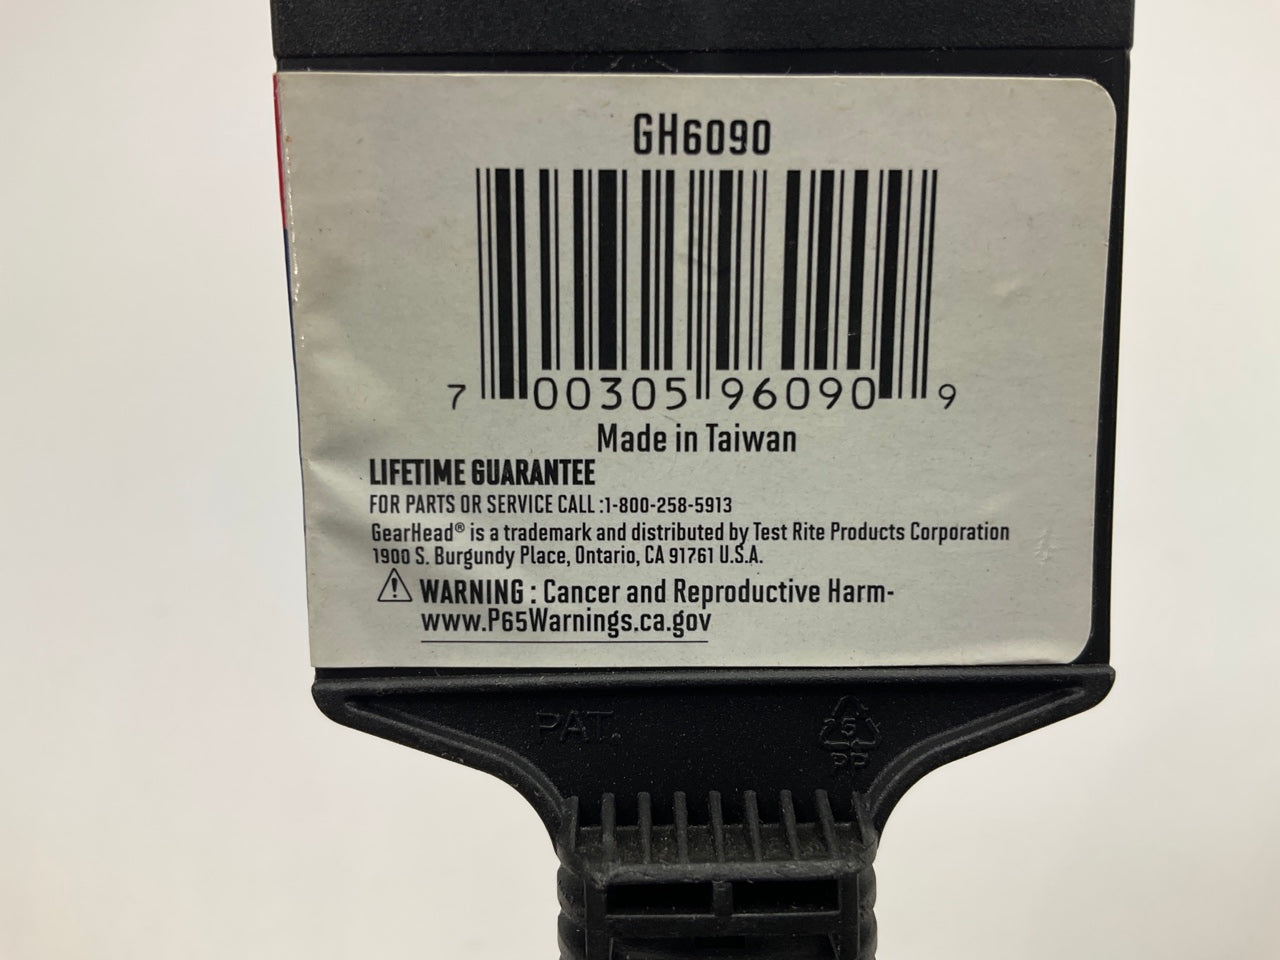 GH6090
7 00305 96090 9
Made in Taiwan
LIFETIME GUARANTEE
FOR PARTS OR SERVICE CALL :1-800-258-5913
GearHead® is a trademark and distributed by Test Rite Products Corporation
1900 S. Burgundy Place, Ontario, CA 91761 U.S.A.
WARNING : Cancer and Reproductive Harm-
www.P65Warnings.ca.gov
PAT.
5
PP